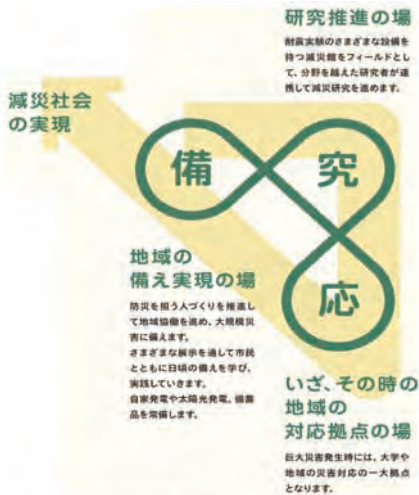 研究推進の場
耐震実験のさまざまな設備を
持つ減災館をフィールドとし
て、分野を越えた研究者が連
携して減災研究を進めます。
減災社会
の実現
備
究
応
地域の
備え実現の場
防災を担う人づくりを推進し
て地域協働を進め、大規模災
害に備えます。
さまざまな展示を通して市民
とともに日頃の備えを学び、
実践していきます。
自家発電や太陽光発電、備蓄
品を常備します。
いざ、その時の
地域の
対応拠点の場
巨大災害発生時には、大学や
地域の災害対応の一大拠点
となります。